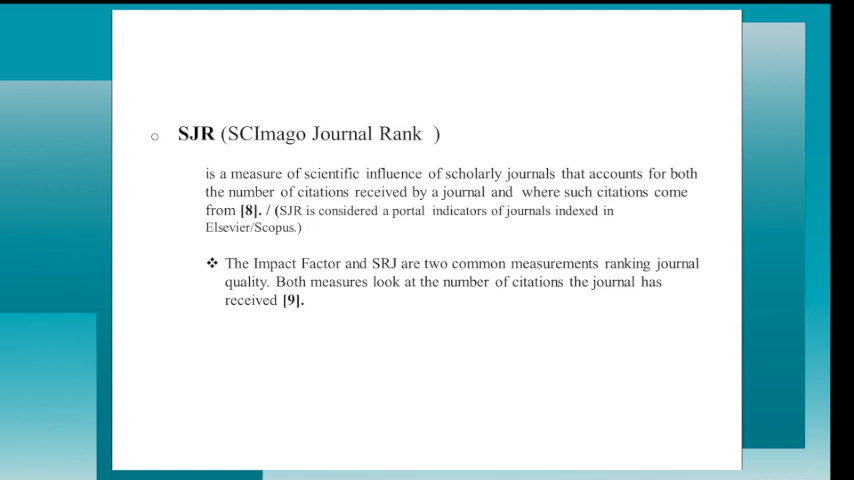 SJR (SCImago Journal Rank )
is a measure of scientific influence of scholarly journals that accounts for both
the number of citations received by a journal and where such citations come
from [8]. / (SJR is considered a portal indicators of journals indexed in
Elsevier/Scopus.)
The Impact Factor and SRJ are two common measurements ranking journal
quality. Both measures look at the number of citations the journal has
received [9].